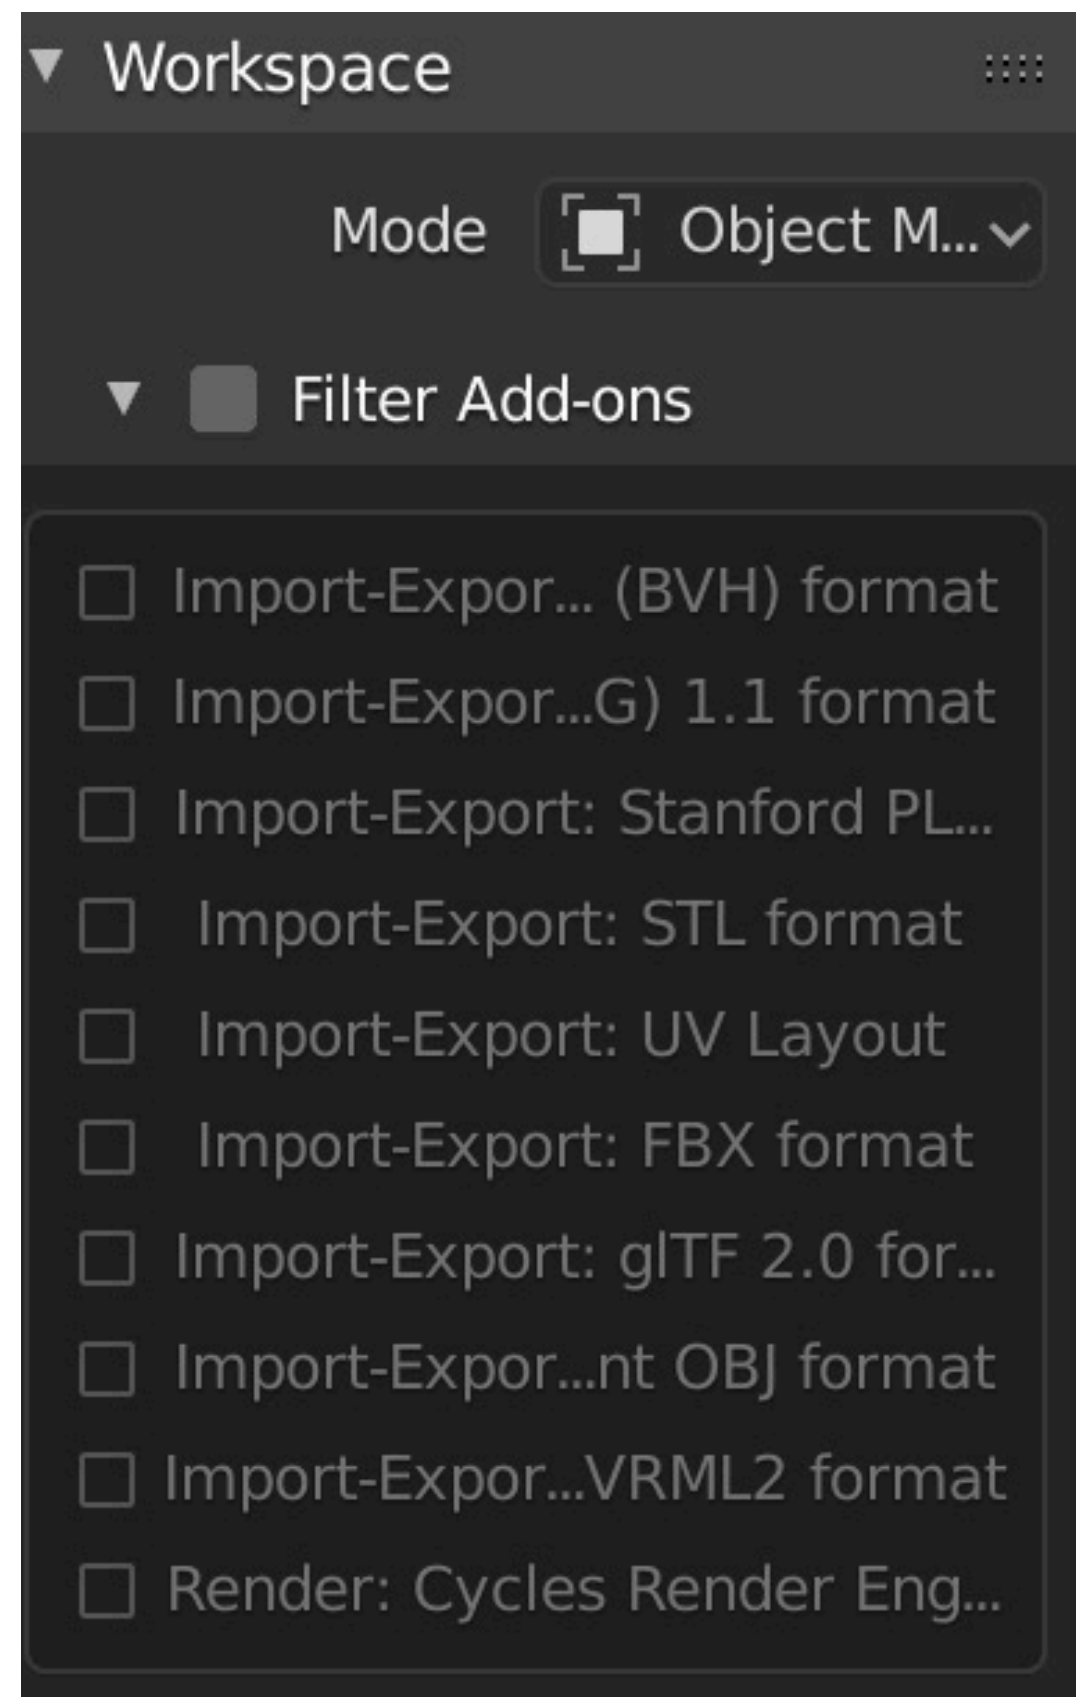 Workspace
Mode Object M...
Filter Add-ons
Import-Expor... (BVH) format
Import-Expor...G) 1.1 format
Import-Export: Stanford PL...
Import-Export: STL format
Import-Export: UV Layout
Import-Export: FBX format
Import-Export: glTF 2.0 for...
Import-Expor...nt OBJ format
Import-Expor...VRML2 format
Render: Cycles Render Eng...